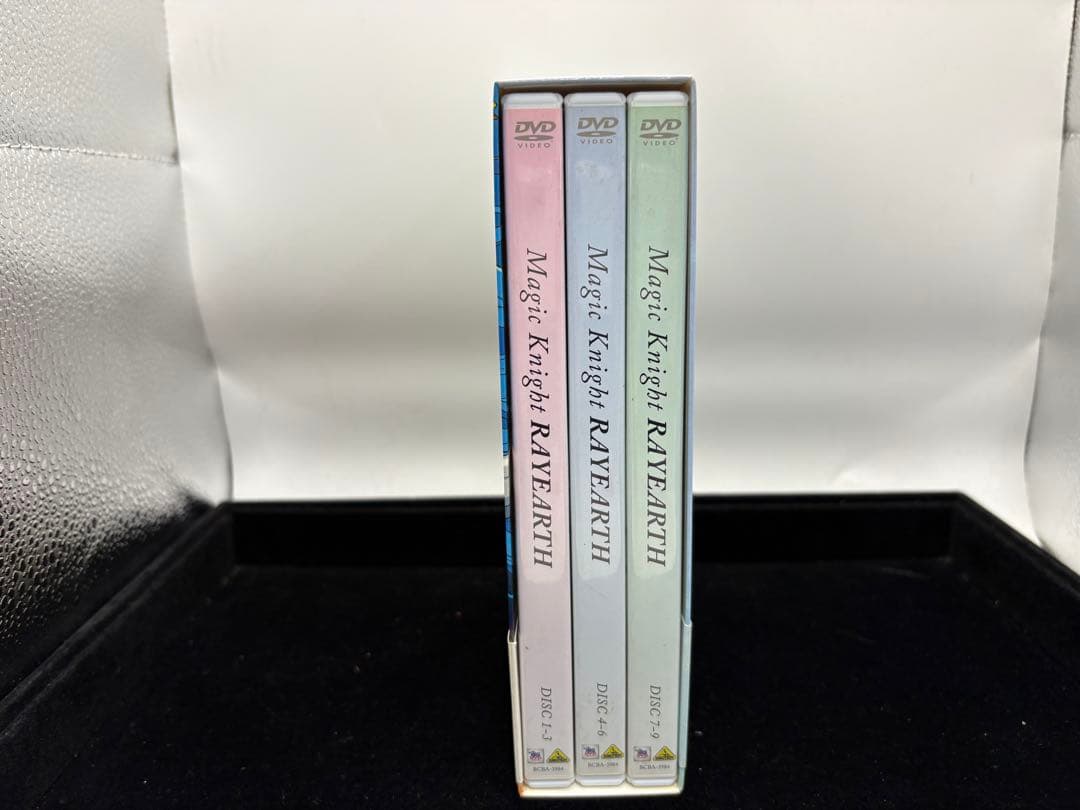 DVD
VIDEO
Magic Knight RAYEARTH
DISC 1-3
DVD
VIDEO
Magic Knight RAYEARTH
DISC 4-6
DVD
VIDEO
Magic Knight RAYEARTH
DISC 7-9